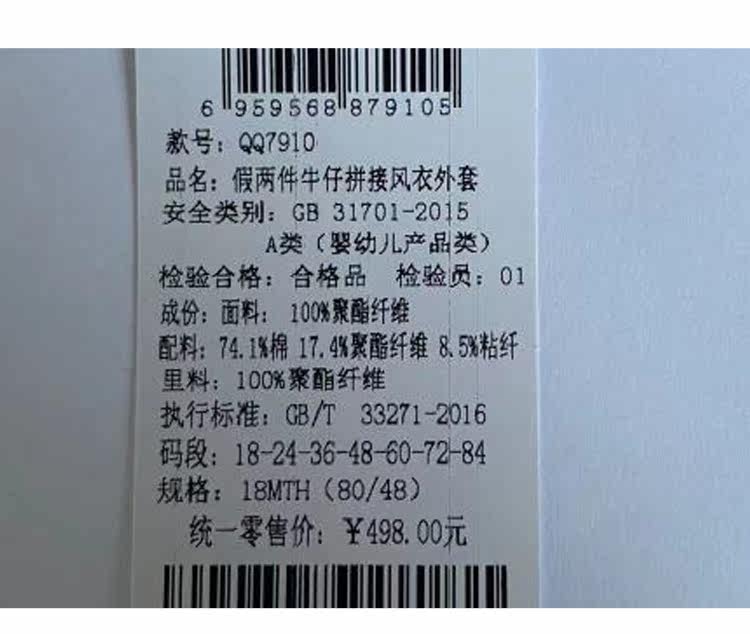 6 959568 879105
款号：QQ7910
品名：假两件牛仔拼接风衣外套
安全类别：GB 31701-2015
A类（婴幼儿产品类）
检验合格：合格品 检验员：01
成份：面料： 100%聚酯纤维
配料：74.1%棉 17.4%聚酯纤维 8.5%粘纤
里料：100%聚酯纤维
执行标准：GB/T 33271-2016
码段：18-24-36-48-60-72-84
规格：18MTH（80/48）
统一零售价：￥498.00元